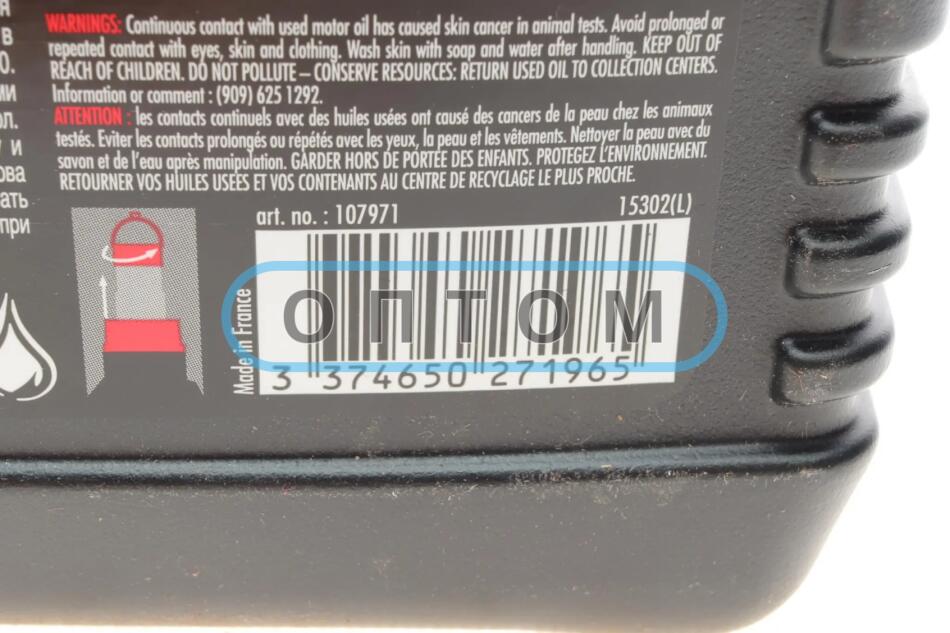 я
в
ми
ол.
и
ова
ать
при
WARNINGS: Continuous contact with used motor oil has caused skin cancer in animal tests. Avoid prolonged or
repeated contact with eyes, skin and clothing. Wash skin with soap and water after handling. KEEP OUT OF
REACH OF CHILDREN. DO NOT POLLUTE – CONSERVE RESOURCES: RETURN USED OIL TO COLLECTION CENTERS.
Information or comment : (909) 625 1292.
ATTENTION : les contacts continuels avec des huiles usées ont causé des cancers de la peau chez les animaux
testés. Eviter les contacts prolongés ou répétés avec les yeux, la peau et les vêtements. Nettoyer la peau avec du
savon et de l'eau après manipulation. GARDER HORS DE PORTÉE DES ENFANTS. PROTEGEZ L'ENVIRONNEMENT.
RETOURNER VOS HUILES USÉES ET VOS CONTENANTS AU CENTRE DE RECYCLAGE LE PLUS PROCHE.
art. no. : 107971 15302(L)
Made in France
ОПТОМ
3 374650 271965